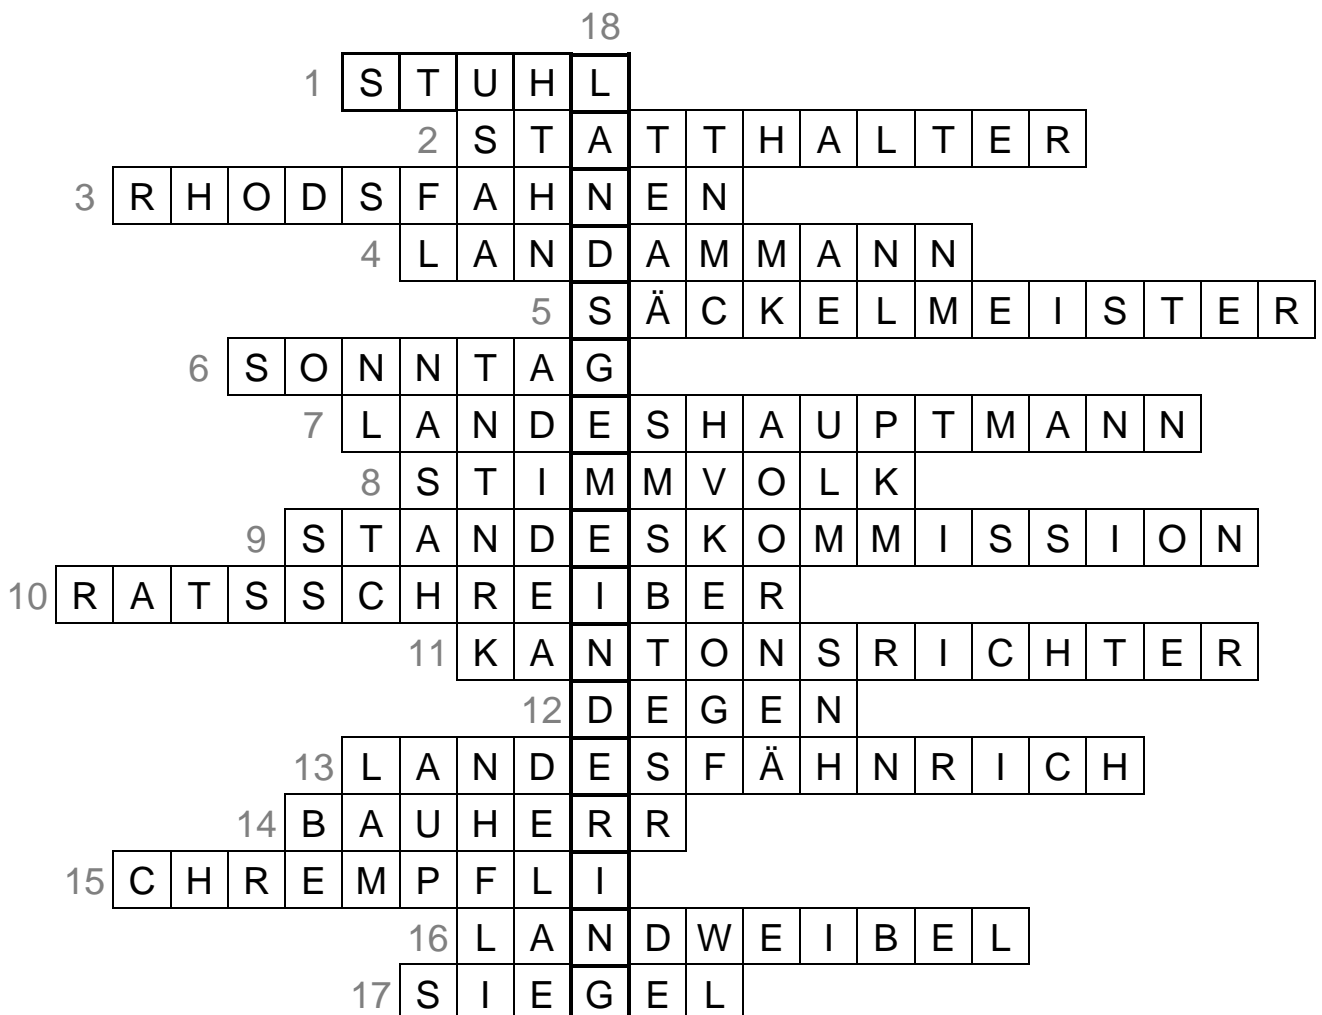 18
1 STUHL
2 STATTHALTER
3 RHODSFAHNEN
4 LANDAMMANN
5 SÄCKELMEISTER
6 SONNTAG
7 LANDESHAUPTMANN
8 STIMMVOLK
9 STANDESKOMMISSION
10 RATSSCHREIBER
11 KANTONSRICHTER
12 DEGEN
13 LANDESFÄHNRICH
14 BAUHERR
15 CHREMPFLI
16 LANDWEIBEL
17 SIEGEL